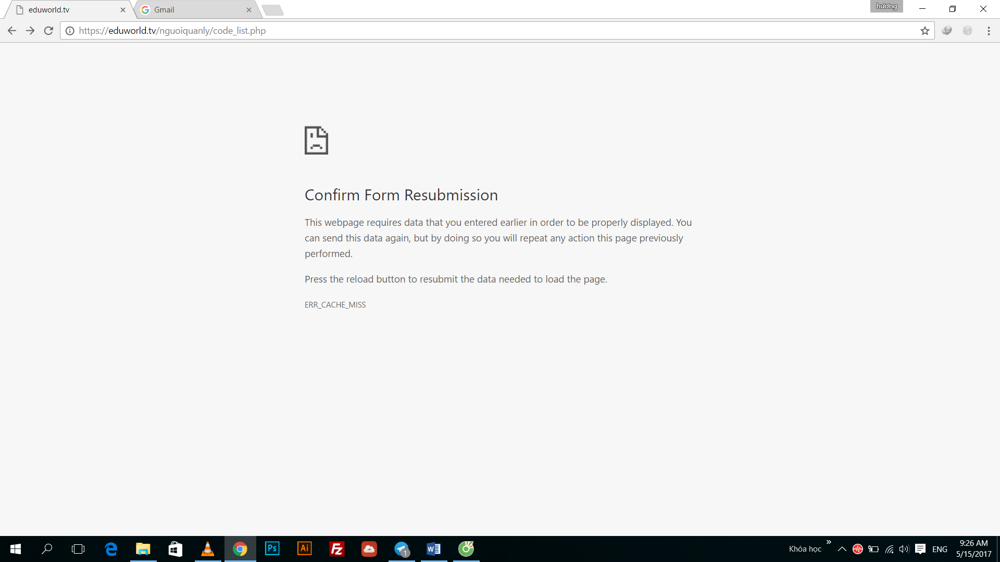 eduworld.tv
Gmail
hương
https://eduworld.tv/nguoiquanly/code_list.php
Confirm Form Resubmission
This webpage requires data that you entered earlier in order to be properly displayed. You
can send this data again, but by doing so you will repeat any action this page previously
performed.
Press the reload button to resubmit the data needed to load the page.
ERR_CACHE_MISS
Ps
Ai
Fz
1
W
Khóa học
»
ENG
9:26 AM
5/15/2017